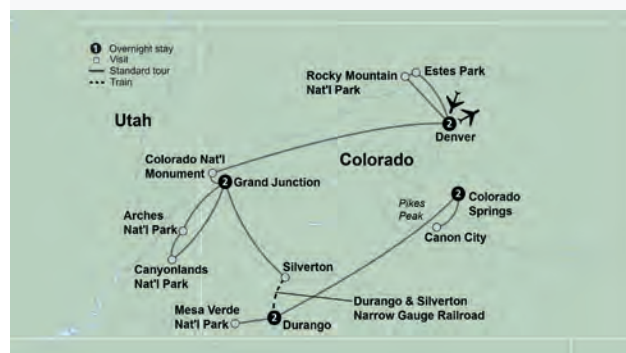 1 Overnight stay
Visit
Standard tour
Train
Utah
Colorado
Rocky Mountain
Nat'l Park
Estes Park
2
Denver
Colorado Nat'l
Monument
2 Grand Junction
Arches
Nat'l Park
Canyonlands
Nat'l Park
Pikes
Peak
2 Colorado
Springs
Canon City
Silverton
Durango & Silverton
Narrow Gauge Railroad
Mesa Verde
Nat'l Park
2 Durango